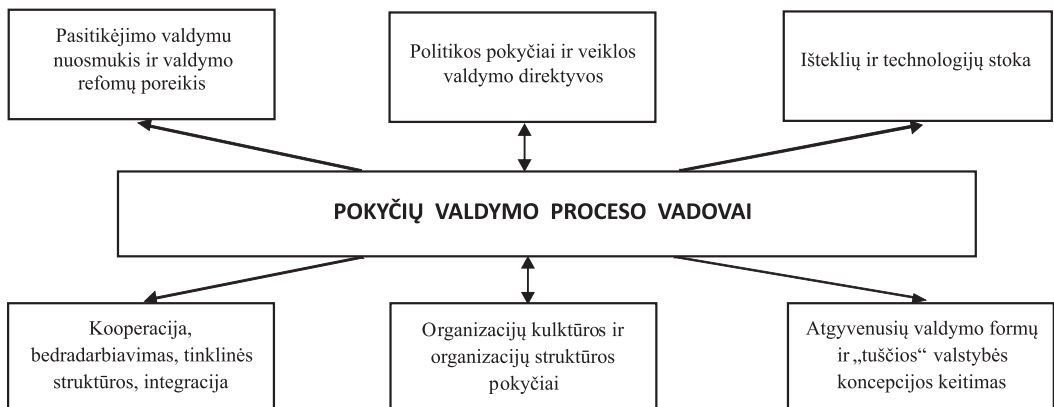 Pasitikėjimo valdymu
nuosmukis ir valdymo
refomų poreikis
Politikos pokyčiai ir veiklos
valdymo direktyvos
Išteklių ir technologijų stoka
POKYČIŲ VALDYMO PROCESO VADOVAI
Kooperacija,
bedradarbiavimas, tinklinės
struktūros, integracija
Organizacijų kulktūros ir
organizacijų struktūros
pokyčiai
Atgyvenusių valdymo formų
ir „tuščios“ valstybės
koncepcijos keitimas